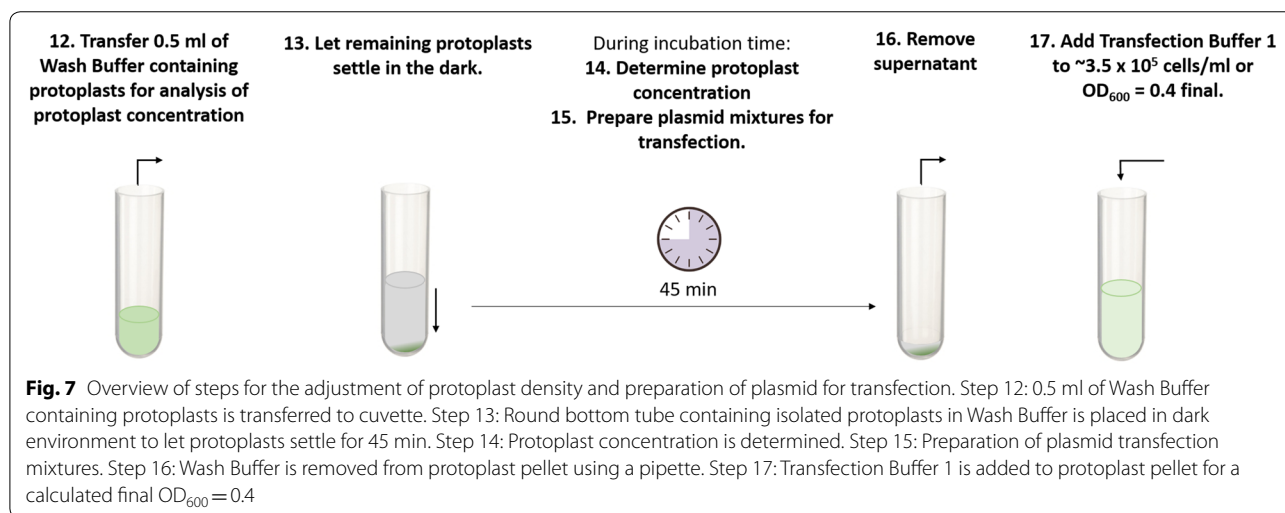 12. Transfer 0.5 ml of
Wash Buffer containing
protoplasts for analysis of
protoplast concentration
13. Let remaining protoplasts
settle in the dark.
During incubation time:
14. Determine protoplast
concentration
15. Prepare plasmid mixtures for
transfection.
16. Remove
supernatant
17. Add Transfection Buffer 1
to ~3.5 x 10⁵ cells/ml or
OD₆₀₀ = 0.4 final.
45 min
Fig. 7 Overview of steps for the adjustment of protoplast density and preparation of plasmid for transfection. Step 12: 0.5 ml of Wash Buffer
containing protoplasts is transferred to cuvette. Step 13: Round bottom tube containing isolated protoplasts in Wash Buffer is placed in dark
environment to let protoplasts settle for 45 min. Step 14: Protoplast concentration is determined. Step 15: Preparation of plasmid transfection
mixtures. Step 16: Wash Buffer is removed from protoplast pellet using a pipette. Step 17: Transfection Buffer 1 is added to protoplast pellet for a
calculated final OD₆₀₀ = 0.4